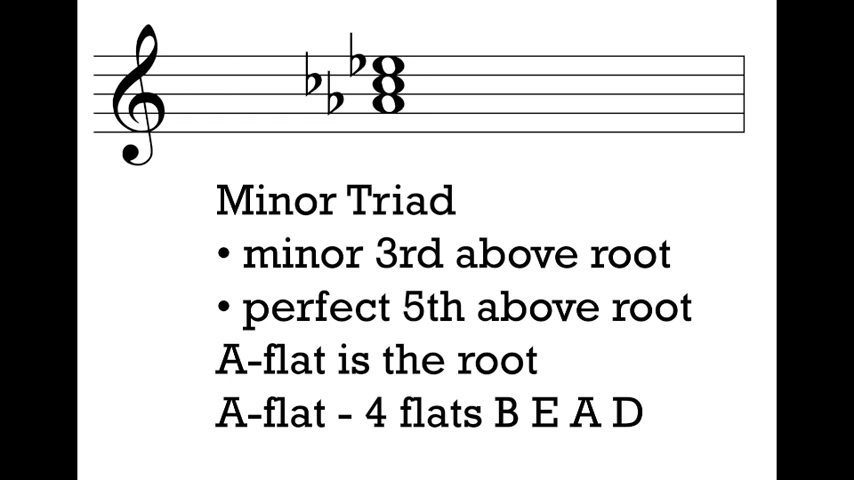 Minor Triad
• minor 3rd above root
• perfect 5th above root
A-flat is the root
A-flat - 4 flats B E A D